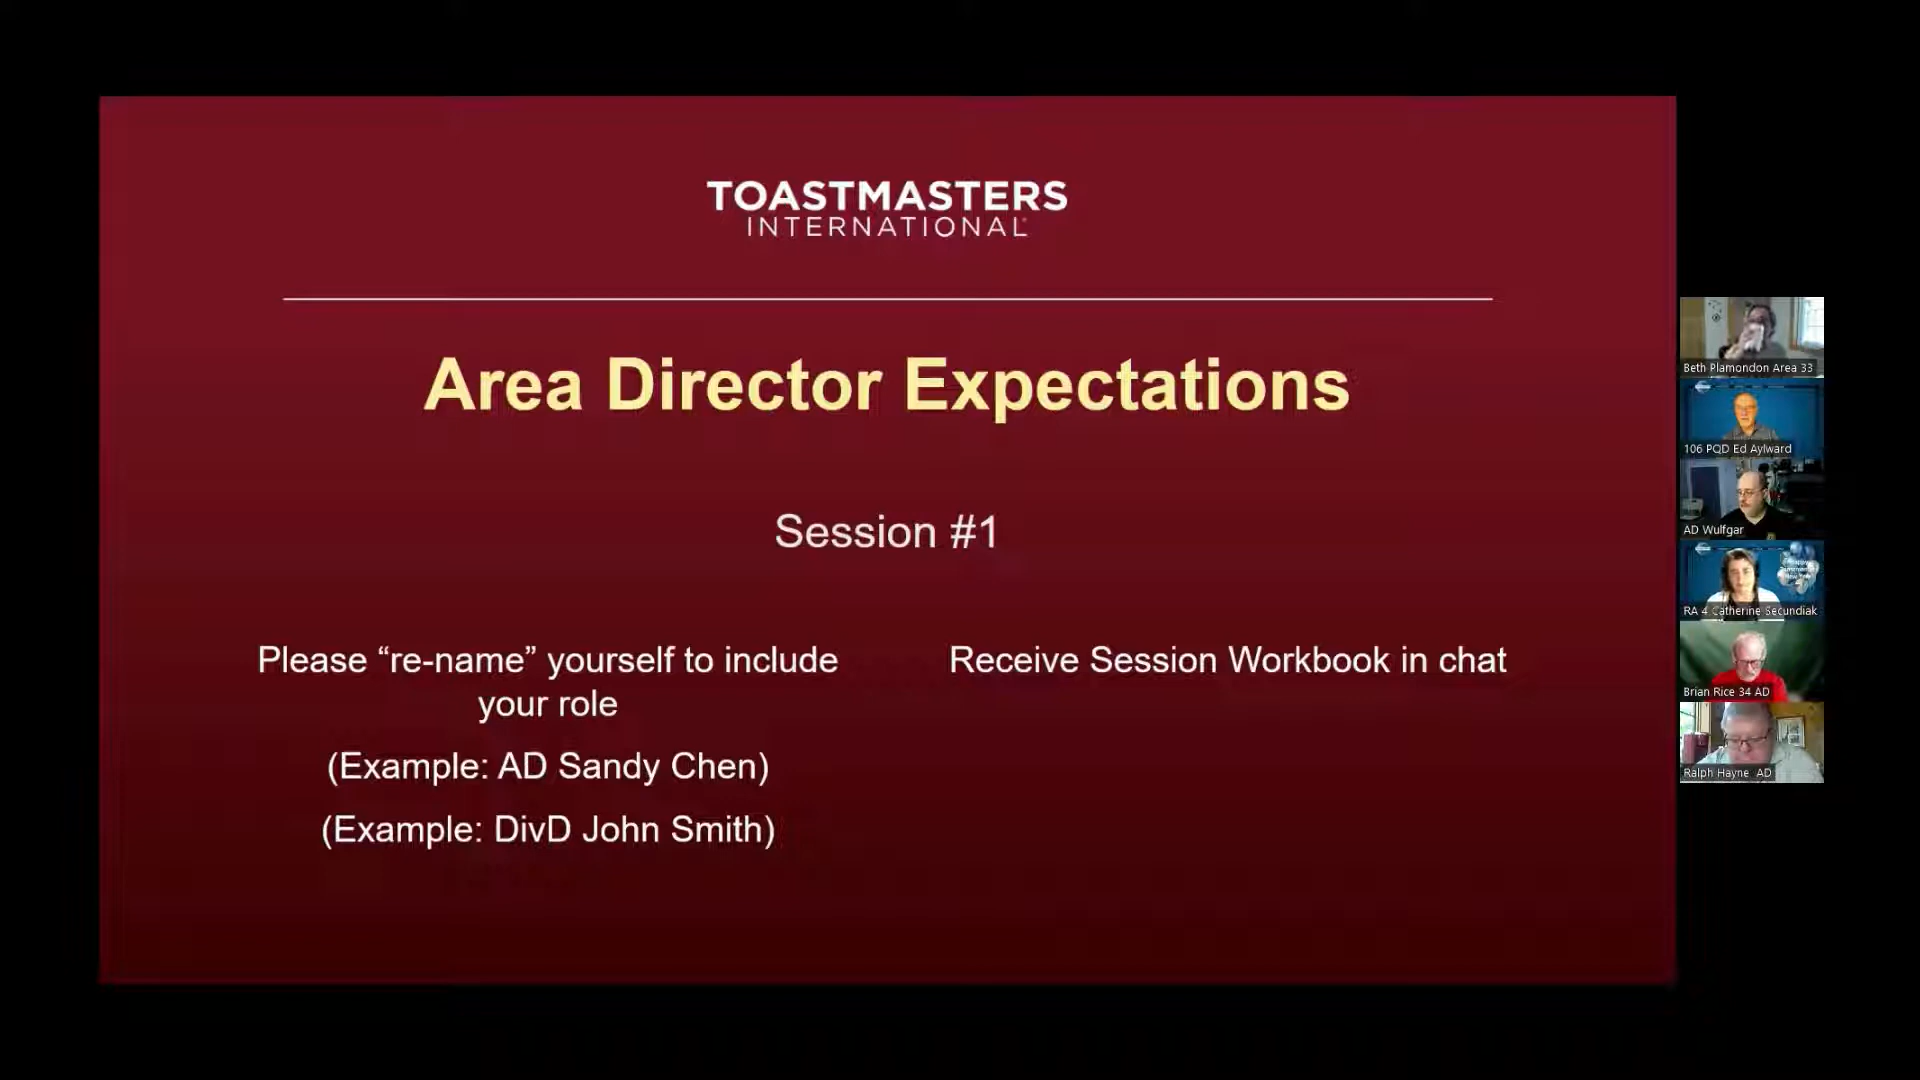 TOASTMASTERS
INTERNATIONAL
Area Director Expectations
Session #1
Please “re-name” yourself to include
your role
(Example: AD Sandy Chen)
(Example: DivD John Smith)
Receive Session Workbook in chat
Beth Plamondon Area 33
106 PQD Ed Aylward
AD Wulfgar
RA 4 Catherine Secundiak
Brian Rice 34 AD
Ralph Hayne AD